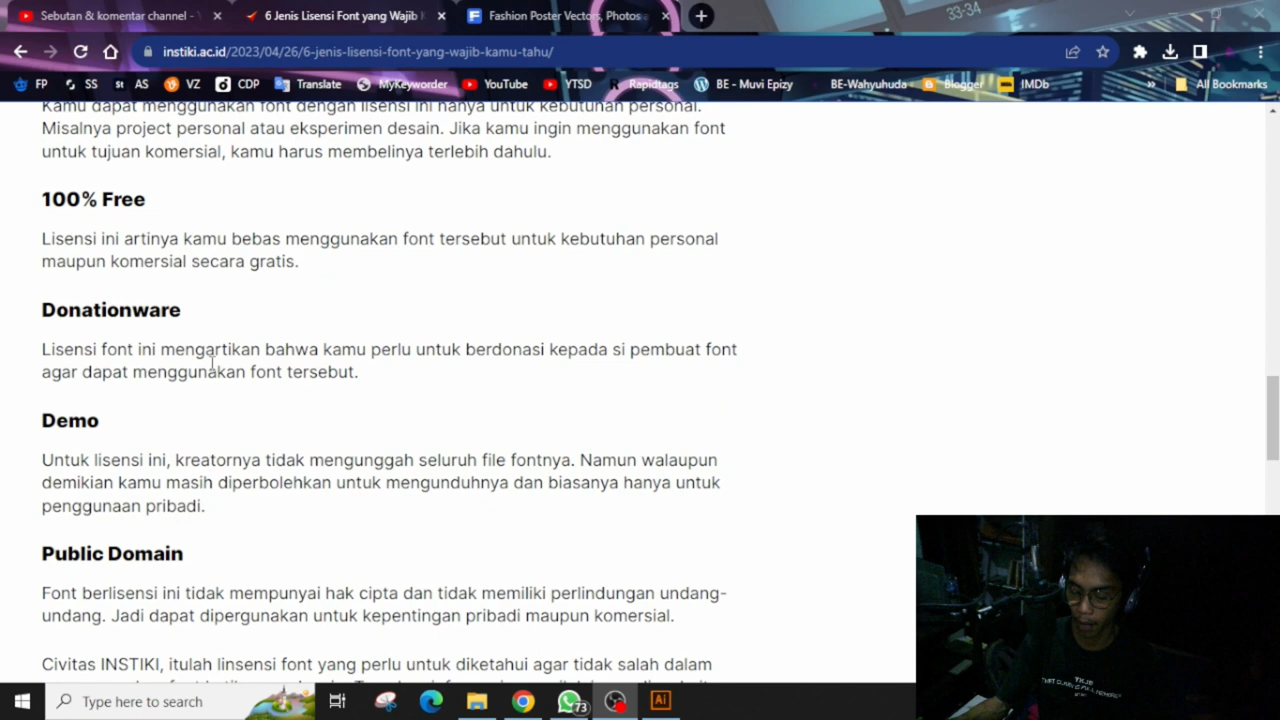 Sebutan & komentar channel - Y
6 Jenis Lisensi Font yang Wajib K
Fashion Poster Vectors, Photos a
33-34
instiki.ac.id/2023/04/26/6-jenis-lisensi-font-yang-wajib-kamu-tahu/
FP
SS
st AS
VZ
CDP
Translate
MyKeyworder
YouTube
YTSD
R Rapidtags
BE - Muvi Epizy
BE-Wahyuhuda
Blogger
IMDb
»
All Bookmarks
Kamu dapat menggunakan font dengan lisensi ini hanya untuk kebutuhan personal.
Misalnya project personal atau eksperimen desain. Jika kamu ingin menggunakan font
untuk tujuan komersial, kamu harus membelinya terlebih dahulu.
100% Free
Lisensi ini artinya kamu bebas menggunakan font tersebut untuk kebutuhan personal
maupun komersial secara gratis.
Donationware
Lisensi font ini mengartikan bahwa kamu perlu untuk berdonasi kepada si pembuat font
agar dapat menggunakan font tersebut.
Demo
Untuk lisensi ini, kreatornya tidak mengunggah seluruh file fontnya. Namun walaupun
demikian kamu masih diperbolehkan untuk mengunduhnya dan biasanya hanya untuk
penggunaan pribadi.
Public Domain
Font berlisensi ini tidak mempunyai hak cipta dan tidak memiliki perlindungan undang-
undang. Jadi dapat dipergunakan untuk kepentingan pribadi maupun komersial.
Civitas INSTIKI, itulah linsensi font yang perlu untuk diketahui agar tidak salah dalam
Type here to search
73
Ai